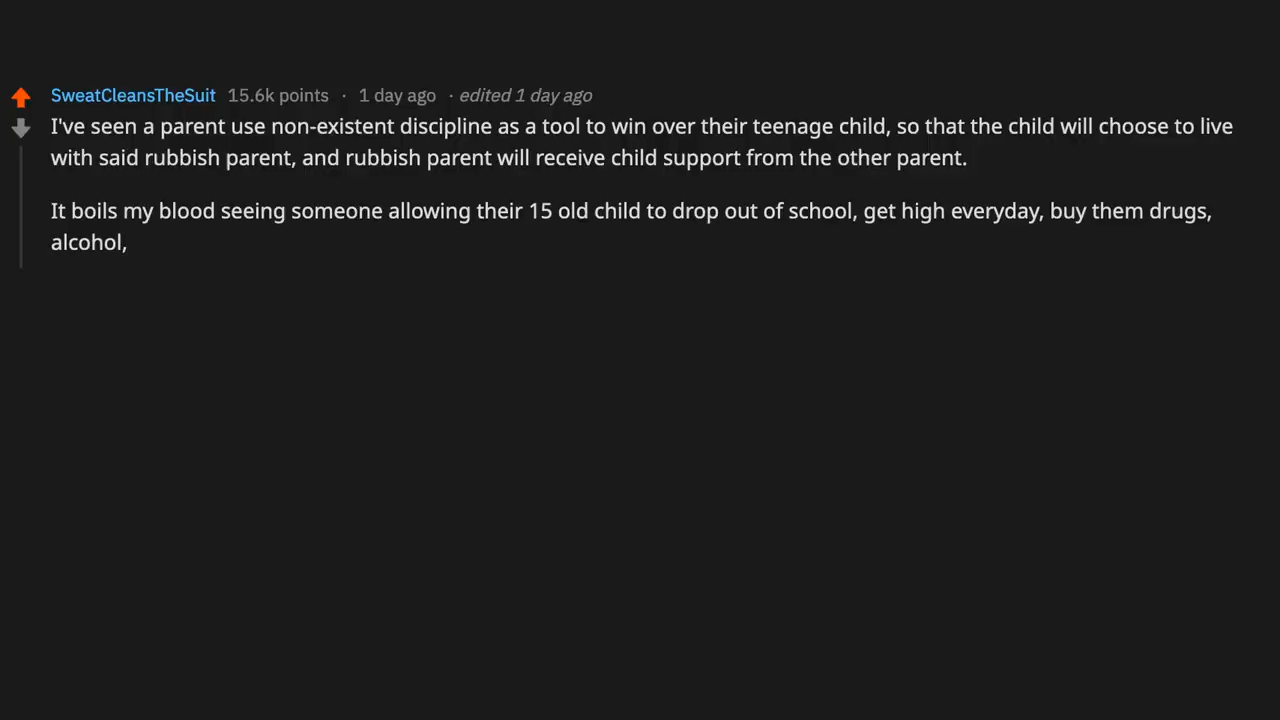 SweatCleansTheSuit 15.6k points · 1 day ago · edited 1 day ago
I've seen a parent use non-existent discipline as a tool to win over their teenage child, so that the child will choose to live
with said rubbish parent, and rubbish parent will receive child support from the other parent.
It boils my blood seeing someone allowing their 15 old child to drop out of school, get high everyday, buy them drugs,
alcohol,